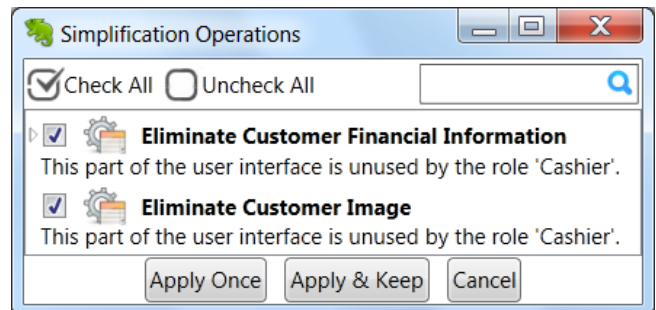 Simplification Operations
Check All Uncheck All
Eliminate Customer Financial Information
This part of the user interface is unused by the role 'Cashier'.
Eliminate Customer Image
This part of the user interface is unused by the role 'Cashier'.
Apply Once Apply & Keep Cancel